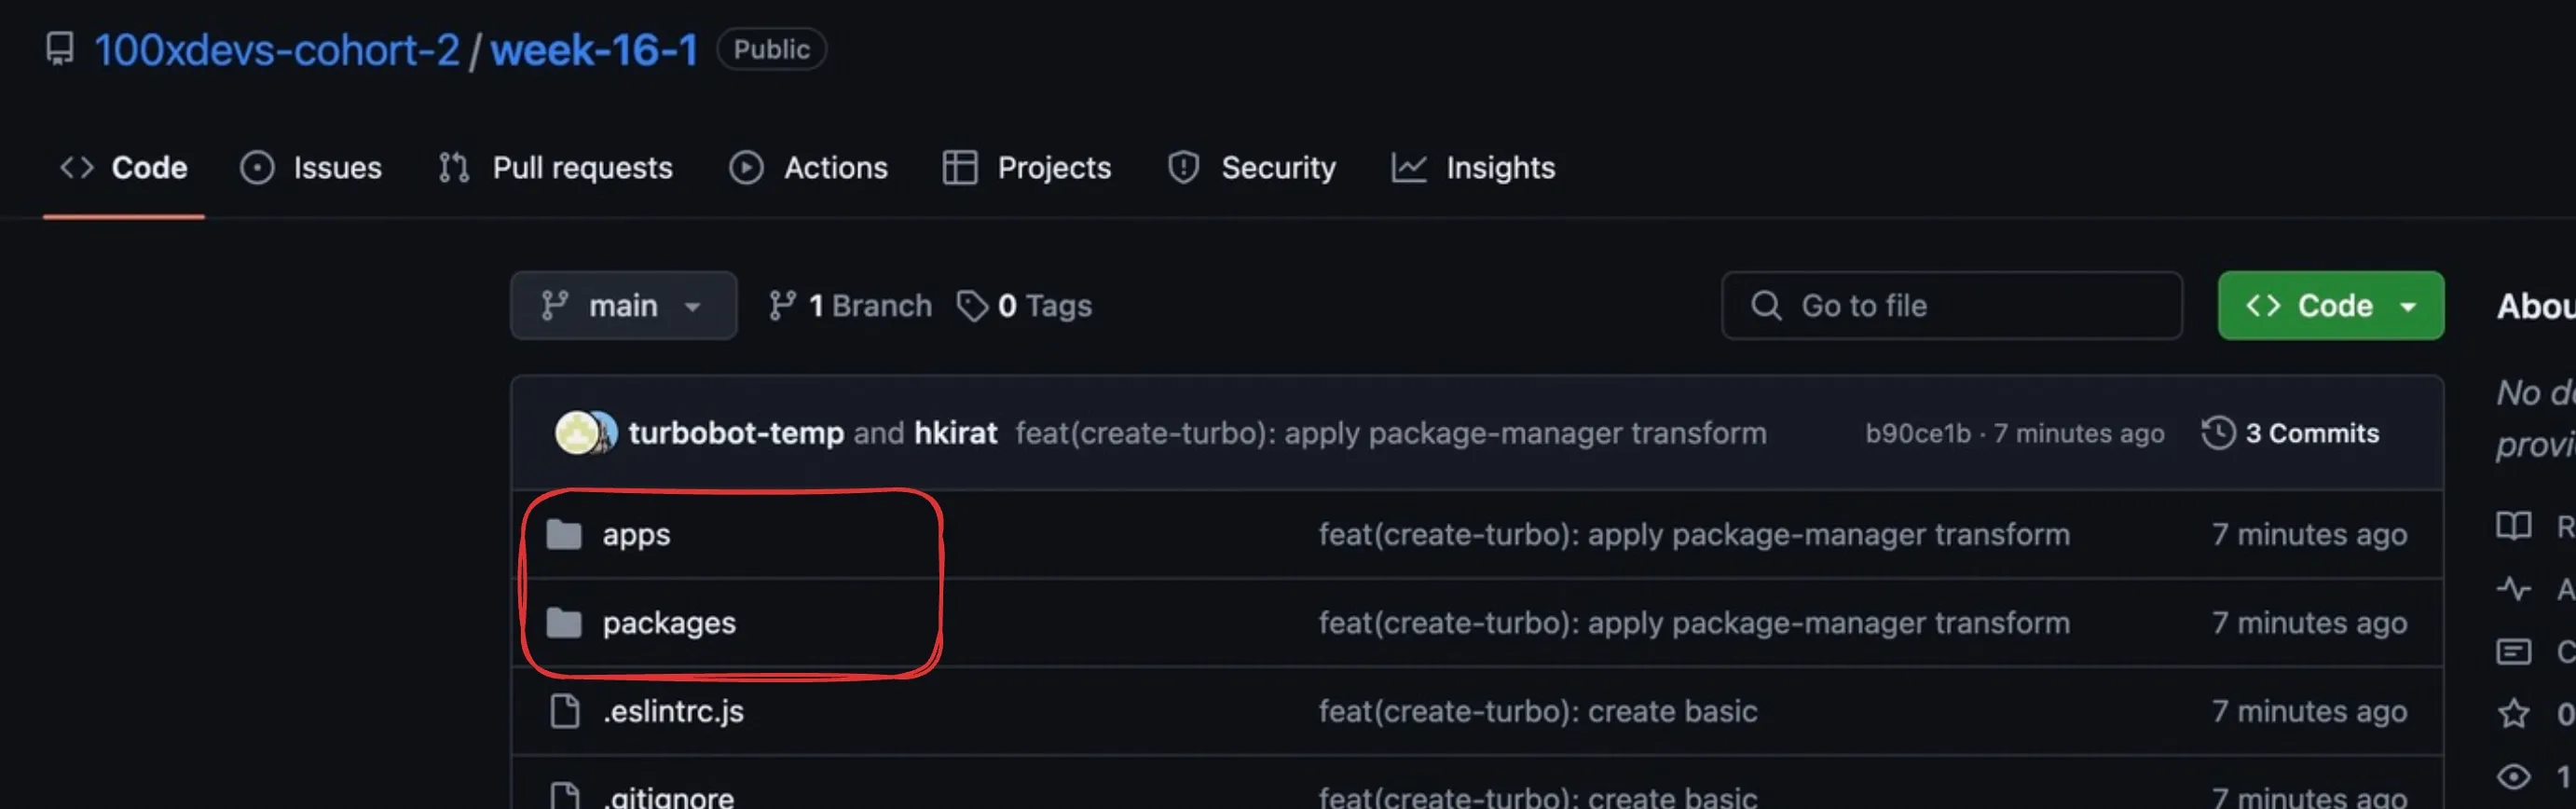 100xdevs-cohort-2 / week-16-1 Public
Code Issues Pull requests Actions Projects Security Insights
main 1 Branch 0 Tags Go to file Code
turbobot-temp and hkirat feat(create-turbo): apply package-manager transform b90ce1b · 7 minutes ago 3 Commits
apps feat(create-turbo): apply package-manager transform 7 minutes ago
packages feat(create-turbo): apply package-manager transform 7 minutes ago
.eslintrc.js feat(create-turbo): create basic 7 minutes ago
.gitignore feat(create-turbo): create basic 7 minutes ago
Abou
No de
provi
R
A
C
0
1